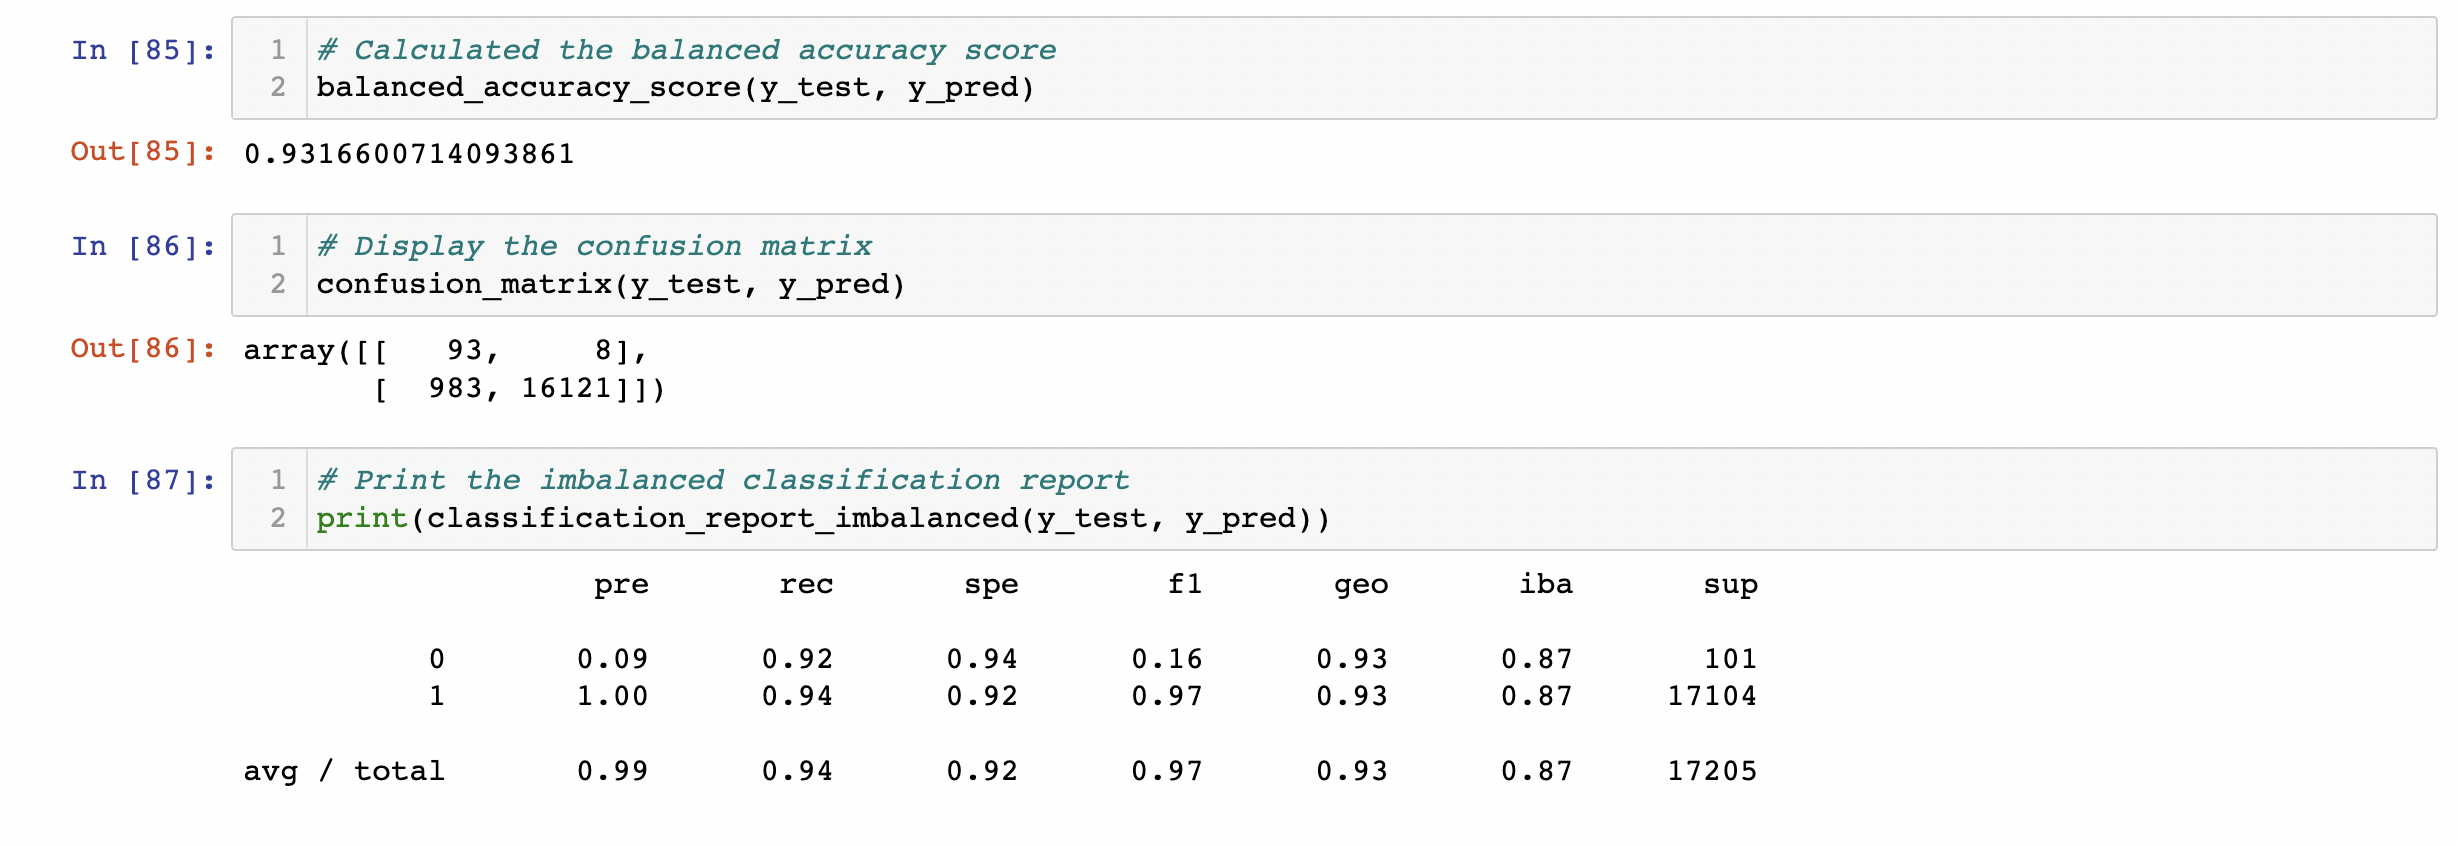 In [85]:
1 # Calculated the balanced accuracy score
2 balanced_accuracy_score(y_test, y_pred)
Out[85]: 0.9316600714093861
In [86]:
1 # Display the confusion matrix
2 confusion_matrix(y_test, y_pred)
Out[86]: array([[   93,     8],
       [  983, 16121]])
In [87]:
1 # Print the imbalanced classification report
2 print(classification_report_imbalanced(y_test, y_pred))
pre rec spe f1 geo iba sup
0 0.09 0.92 0.94 0.16 0.93 0.87 101
1 1.00 0.94 0.92 0.97 0.93 0.87 17104
avg / total 0.99 0.94 0.92 0.97 0.93 0.87 17205